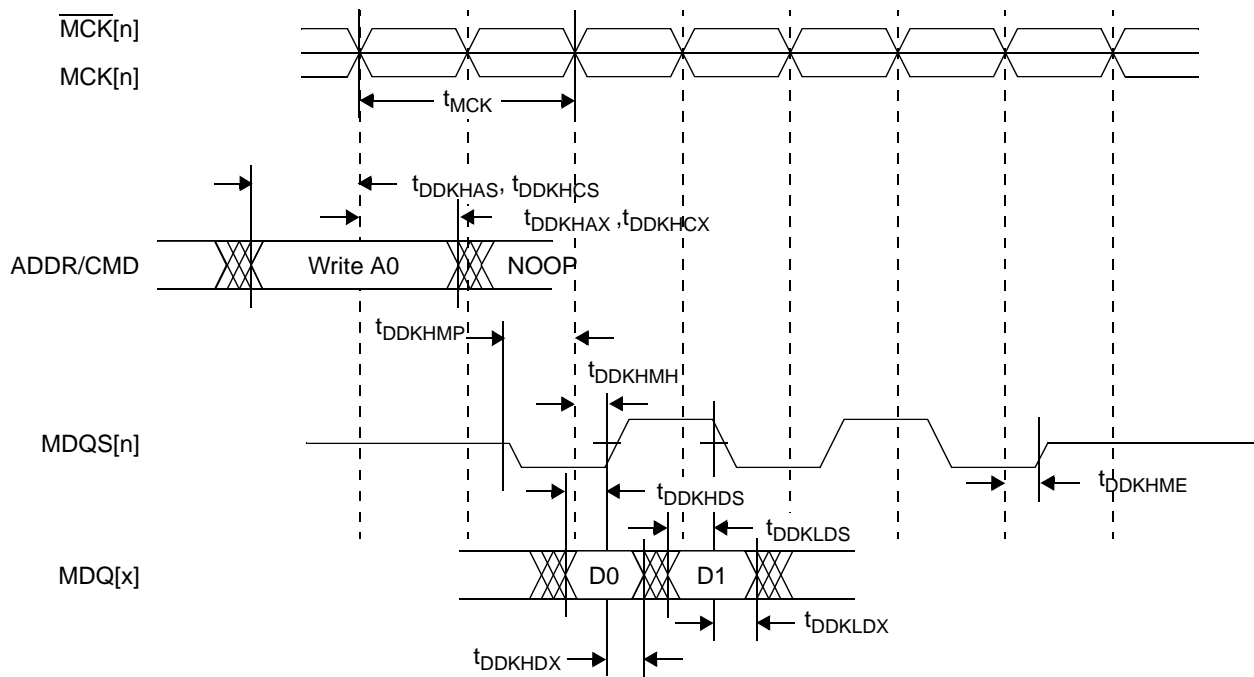 MCK[n]
MCK[n]
tMCK
tDDKHAS, tDDKHCS
tDDKHAX ,tDDKHCX
ADDR/CMD
Write A0
NOOP
tDDKHMP
tDDKHMH
MDQS[n]
tDDKHME
tDDKHDS
tDDKLDS
MDQ[x]
D0
D1
tDDKLDX
tDDKHDX